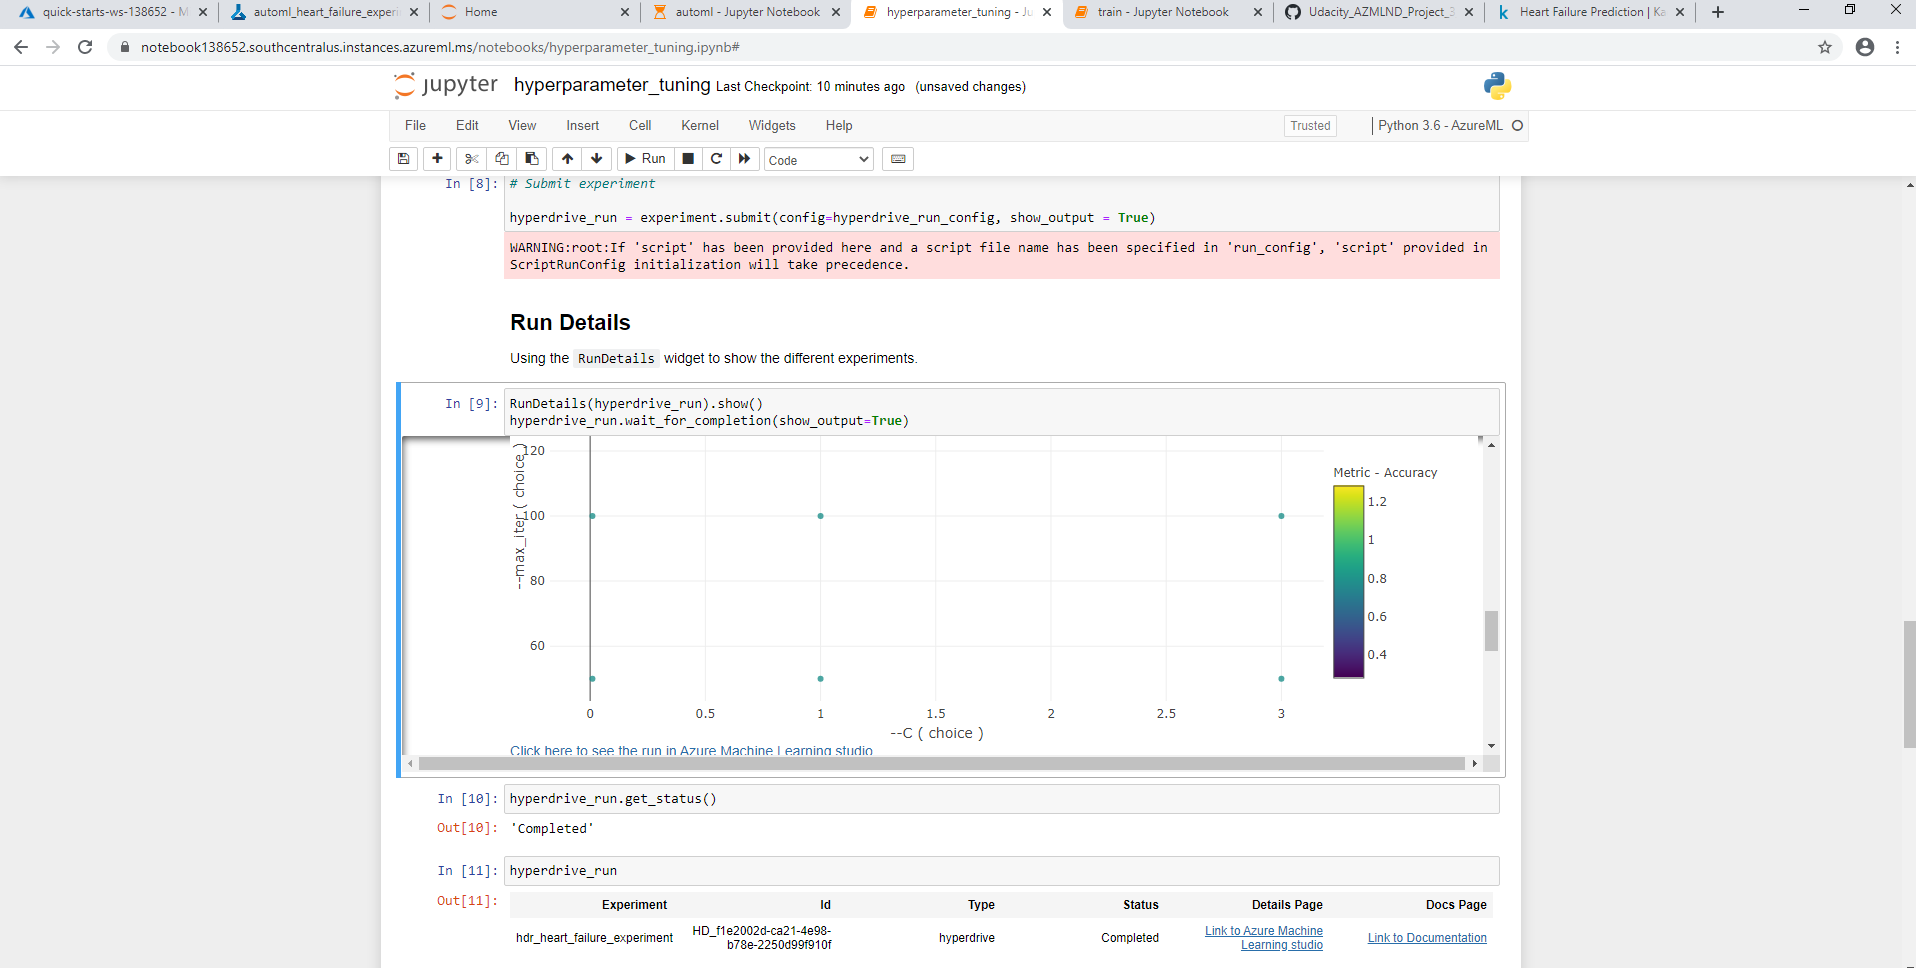 quick-starts-ws-138652 - M
automl_heart_failure_experi
Home
automl - Jupyter Notebook
hyperparameter_tuning - Ju
train - Jupyter Notebook
Udacity_AZMLND_Project_3
Heart Failure Prediction | Ka
notebook138652.southcentralus.instances.azureml.ms/notebooks/hyperparameter_tuning.ipynb#
jupyter hyperparameter_tuning Last Checkpoint: 10 minutes ago (unsaved changes)
File Edit View Insert Cell Kernel Widgets Help Trusted Python 3.6 - AzureML
Run Code
In [8]: # Submit experiment
hyperdrive_run = experiment.submit(config=hyperdrive_run_config, show_output = True)
WARNING:root:If 'script' has been provided here and a script file name has been specified in 'run_config', 'script' provided in
ScriptRunConfig initialization will take precedence.
Run Details
Using the RunDetails widget to show the different experiments.
In [9]: RunDetails(hyperdrive_run).show()
hyperdrive_run.wait_for_completion(show_output=True)
--max_iter ( choice )
120
100
80
60
0 0.5 1 1.5 2 2.5 3
--C ( choice )
Metric - Accuracy
1.2
1
0.8
0.6
0.4
Click here to see the run in Azure Machine Learning studio
In [10]: hyperdrive_run.get_status()
Out[10]: 'Completed'
In [11]: hyperdrive_run
Out[11]:
Experiment Id Type Status Details Page Docs Page
hdr_heart_failure_experiment HD_f1e2002d-ca21-4e98-b78e-2250d99f910f hyperdrive Completed Link to Azure Machine Learning studio Link to Documentation